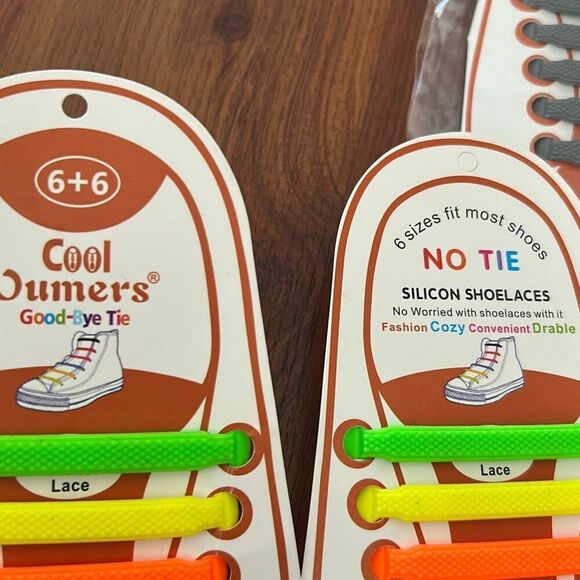 6+6
Cool
Oumers®
Good-Bye Tie
Lace
6 sizes fit most shoes
NO TIE
SILICON SHOELACES
No Worried with shoelaces with it
Fashion Cozy Convenient Drable
Lace